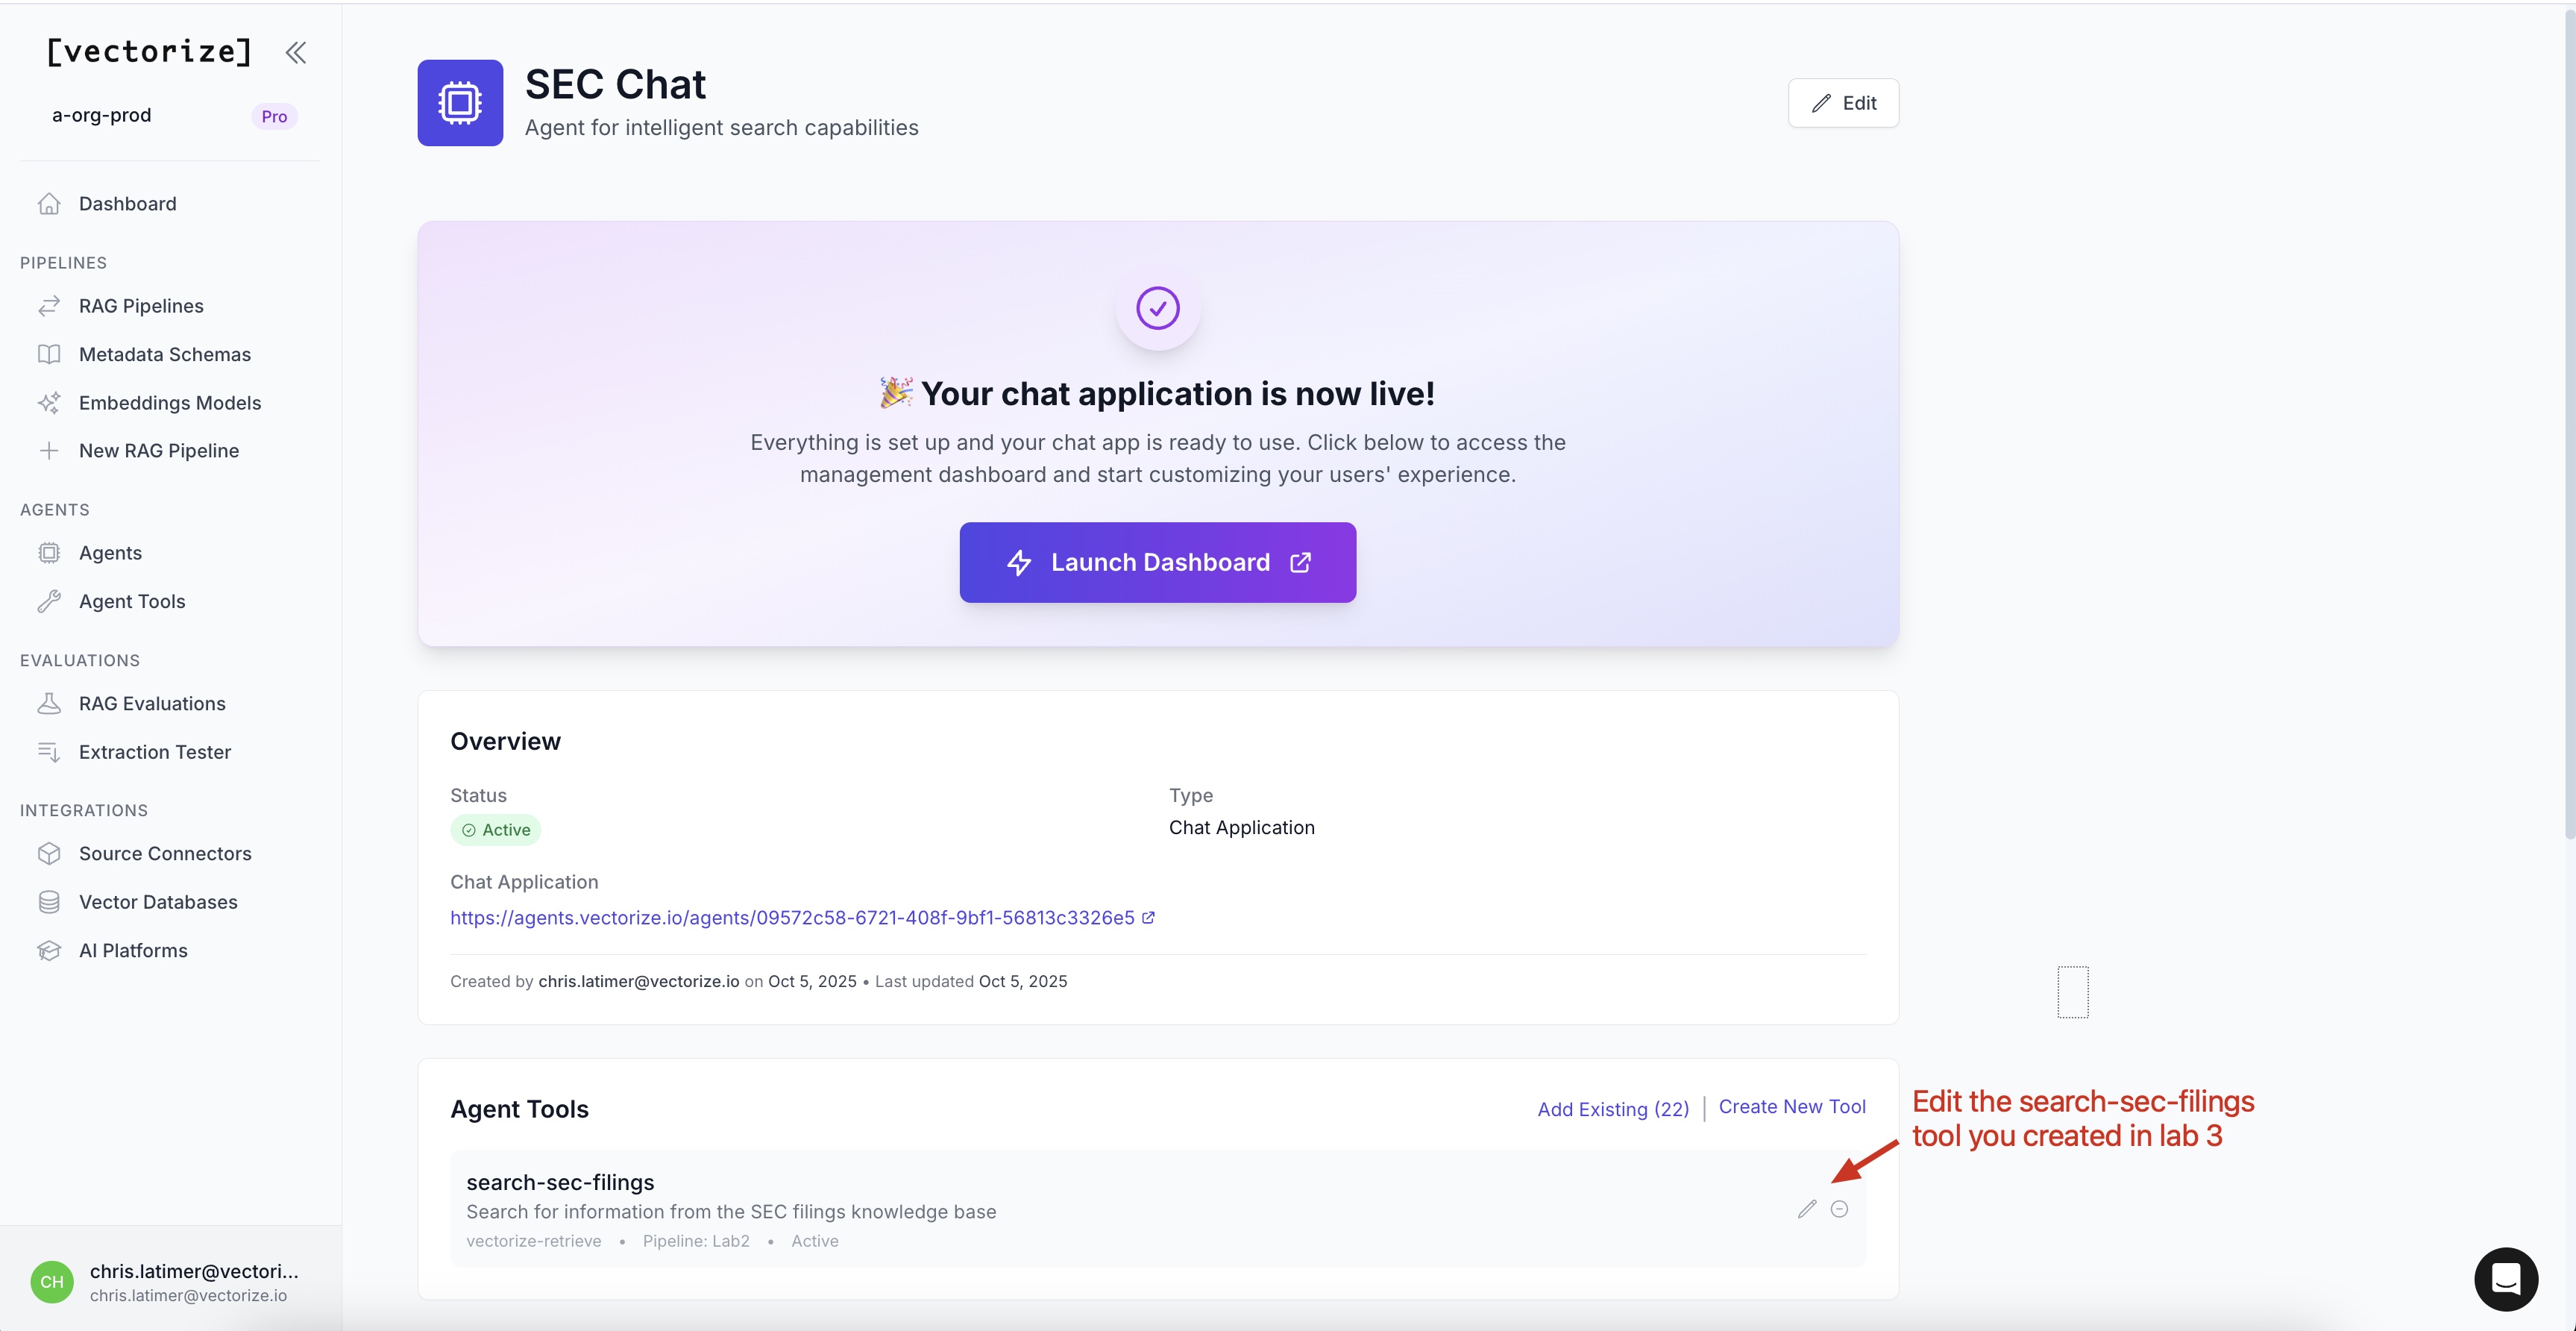 [vectorize]
a-org-prod
Pro
Dashboard
PIPELINES
RAG Pipelines
Metadata Schemas
Embeddings Models
New RAG Pipeline
AGENTS
Agents
Agent Tools
EVALUATIONS
RAG Evaluations
Extraction Tester
INTEGRATIONS
Source Connectors
Vector Databases
AI Platforms
CH
chris.latimer@vectori...
chris.latimer@vectorize.io
SEC Chat
Agent for intelligent search capabilities
Edit
🎉 Your chat application is now live!
Everything is set up and your chat app is ready to use. Click below to access the
management dashboard and start customizing your users' experience.
Launch Dashboard
Overview
Status
Active
Type
Chat Application
Chat Application
https://agents.vectorize.io/agents/09572c58-6721-408f-9bf1-56813c3326e5
Created by chris.latimer@vectorize.io on Oct 5, 2025 • Last updated Oct 5, 2025
Agent Tools
Add Existing (22) | Create New Tool
search-sec-filings
Search for information from the SEC filings knowledge base
vectorize-retrieve • Pipeline: Lab2 • Active
Edit the search-sec-filings
tool you created in lab 3